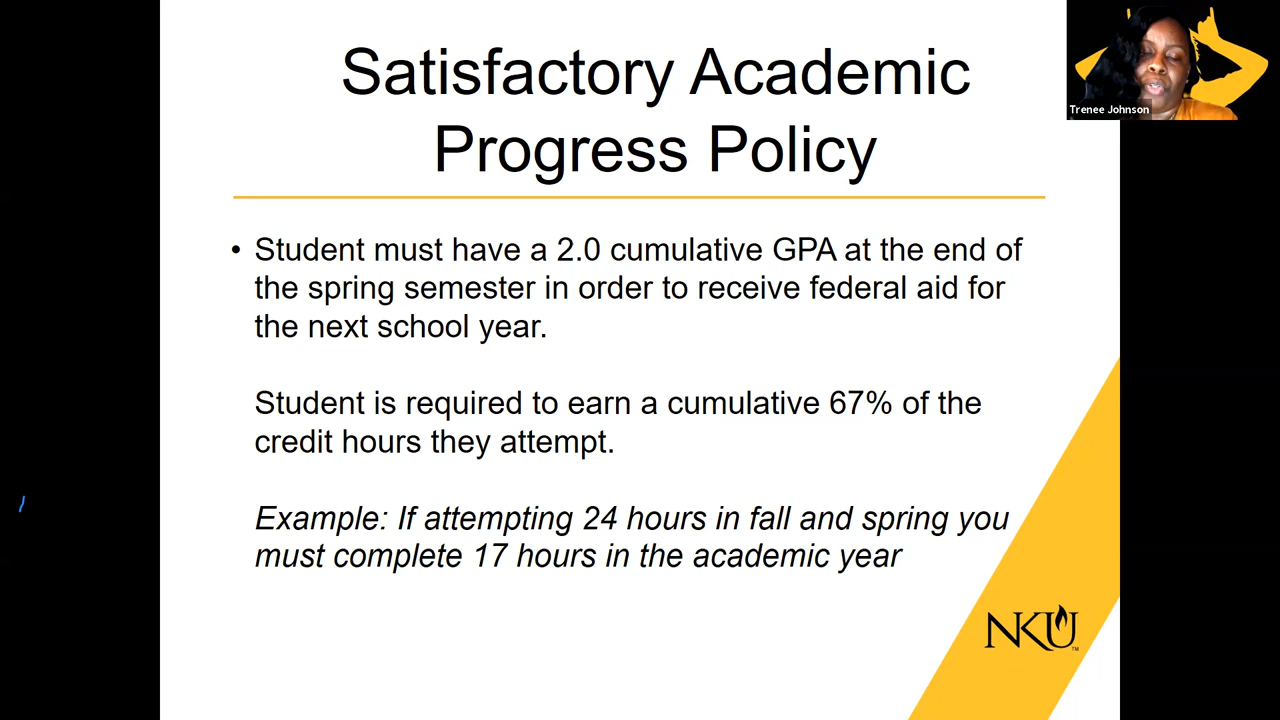 Satisfactory Academic
Progress Policy
Trenee Johnson
• Student must have a 2.0 cumulative GPA at the end of
the spring semester in order to receive federal aid for
the next school year.
Student is required to earn a cumulative 67% of the
credit hours they attempt.
Example: If attempting 24 hours in fall and spring you
must complete 17 hours in the academic year
NKU™